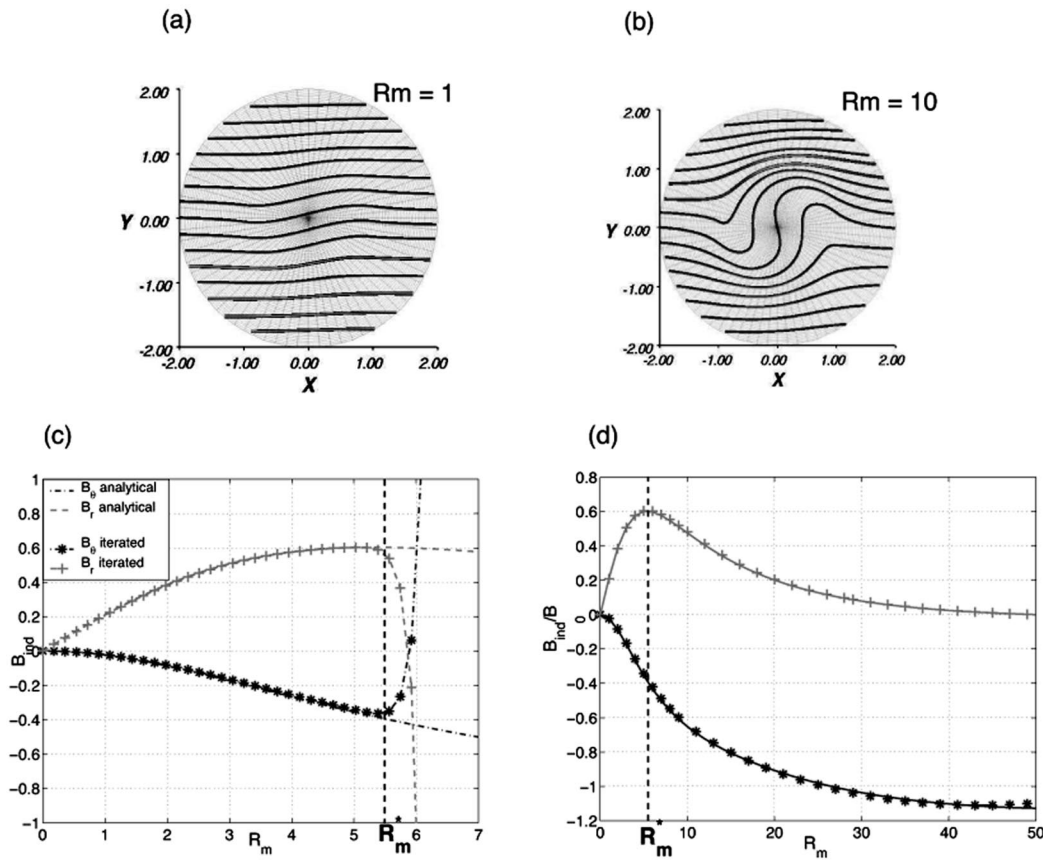 (a)
(b)
Rm = 1
Rm = 10
2.00
1.00
Y 0.00
-1.00
-2.00
-2.00 -1.00 0.00 1.00 2.00
X
2.00
1.00
Y 0.00
-1.00
-2.00
-2.00 -1.00 0.00 1.00 2.00
X
(c)
(d)
1
0.8
0.6
0.4
0.2
0
-0.2
-0.4
-0.6
-0.8
-1
B_ind
B_θ analytical
B_r analytical
B_θ iterated
B_r iterated
0 1 2 3 4 5 6 7
R_m
R_m*
0.8
0.6
0.4
0.2
0
-0.2
-0.4
-0.6
-0.8
-1
-1.2
B_ind/B_0
0 10 20 30 40 50
R_m*
R_m